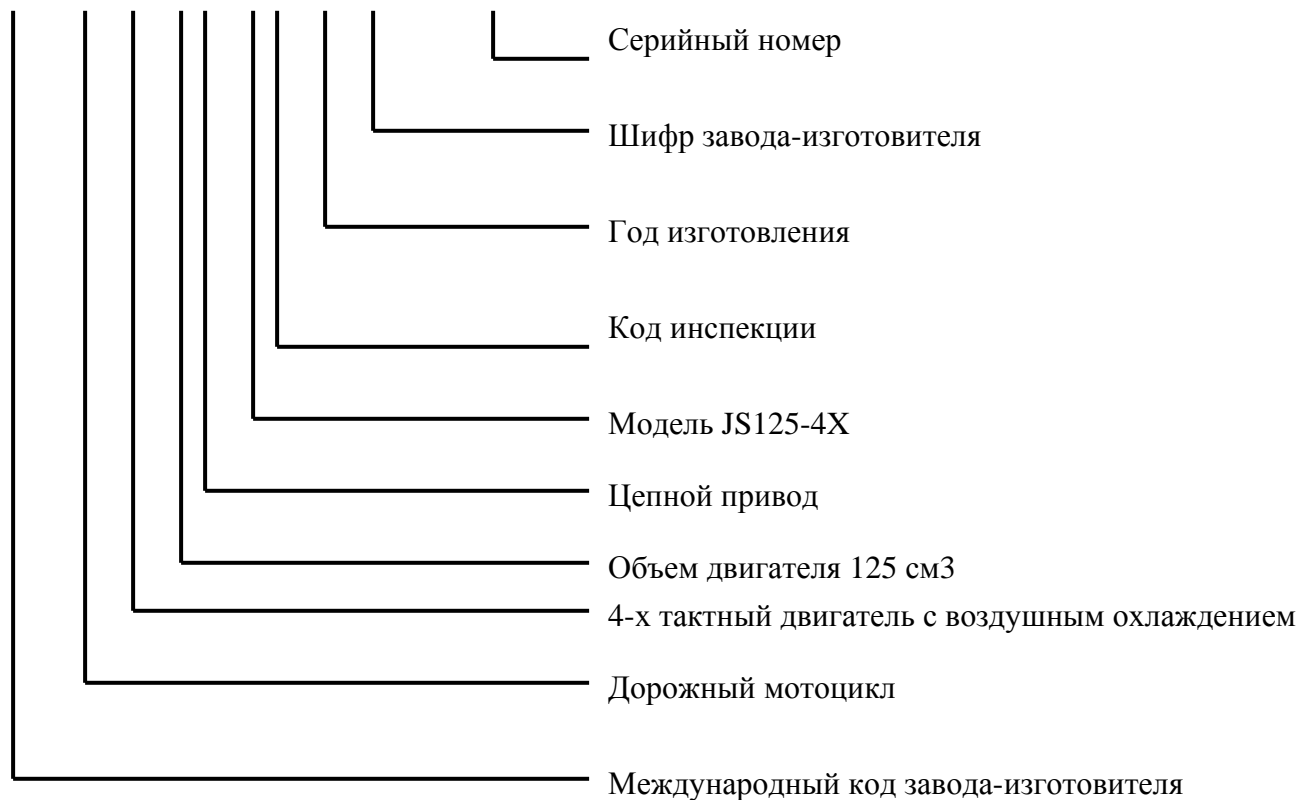 Серийный номер
Шифр завода-изготовителя
Год изготовления
Код инспекции
Модель JS125-4X
Цепной привод
Объем двигателя 125 см3
4-х тактный двигатель с воздушным охлаждением
Дорожный мотоцикл
Международный код завода-изготовителя